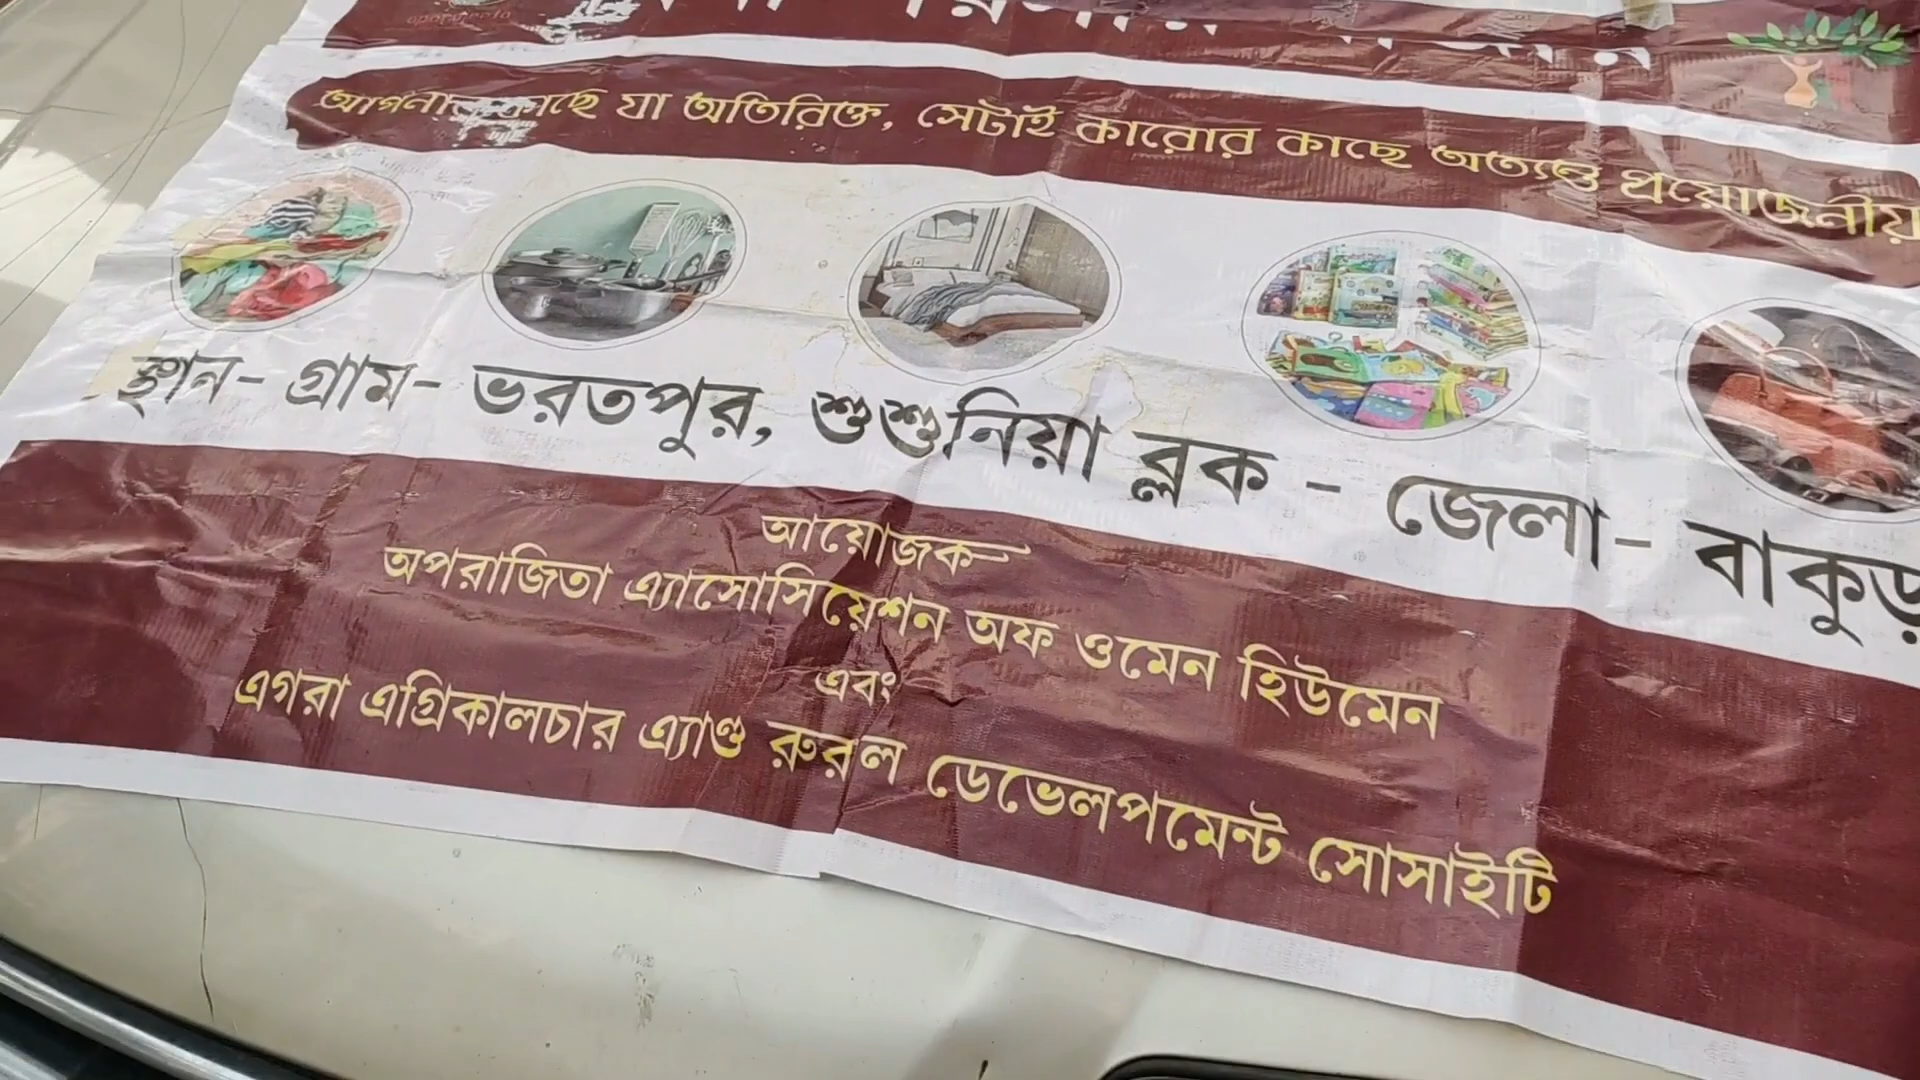 আপনার কাছে যা অতিরিক্ত, সেটাই কারোর কাছে অত্যন্ত প্রয়োজনীয়
স্থান- গ্রাম- ভরতপুর, শুশুনিয়া ব্লক - জেলা- বাকুড়
আয়োজক
অপরাজিতা এ্যাসোসিয়েশন অফ ওমেন হিউমেন
এবং
এগরা এগ্রিকালচার এ্যাণ্ড রুরল ডেভেলপমেন্ট সোসাইটি